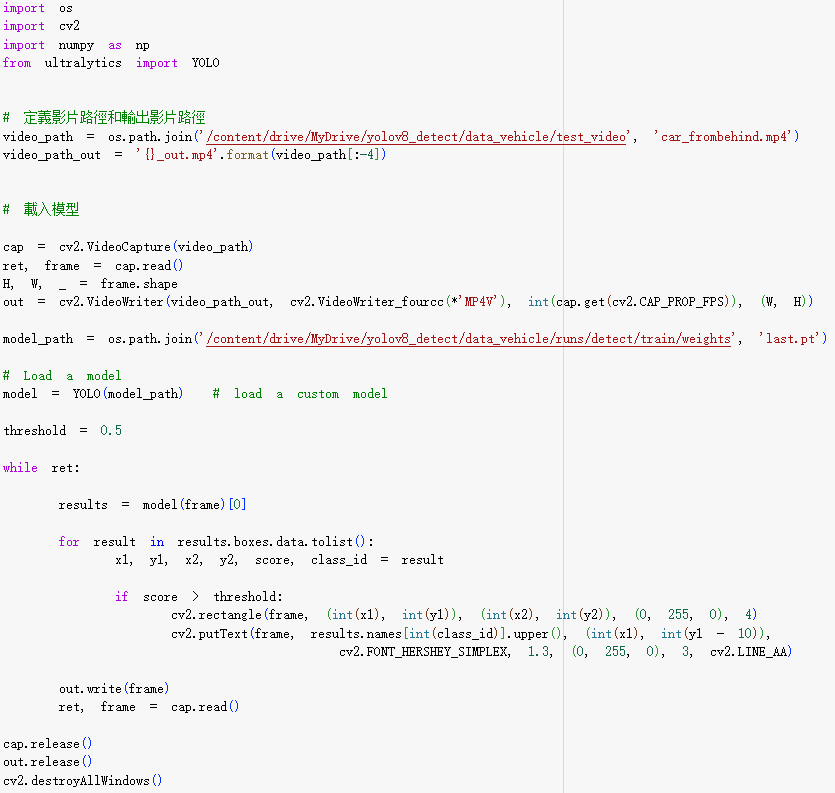 import os
import cv2
import numpy as np
from ultralytics import YOLO
# 定義影片路徑和輸出影片路徑
video_path = os.path.join('/content/drive/MyDrive/yolov8_detect/data_vehicle/test_video', 'car_frombehind.mp4')
video_path_out = '{}_out.mp4'.format(video_path[:-4])
# 載入模型
cap = cv2.VideoCapture(video_path)
ret, frame = cap.read()
H, W, _ = frame.shape
out = cv2.VideoWriter(video_path_out, cv2.VideoWriter_fourcc(*'MP4V'), int(cap.get(cv2.CAP_PROP_FPS)), (W, H))
model_path = os.path.join('/content/drive/MyDrive/yolov8_detect/data_vehicle/runs/detect/train/weights', 'last.pt')
# Load a model
model = YOLO(model_path)  # load a custom model
threshold = 0.5
while ret:
    results = model(frame)[0]
    for result in results.boxes.data.tolist():
        x1, y1, x2, y2, score, class_id = result
        if score > threshold:
            cv2.rectangle(frame, (int(x1), int(y1)), (int(x2), int(y2)), (0, 255, 0), 4)
            cv2.putText(frame, results.names[int(class_id)].upper(), (int(x1), int(y1 - 10)),
                        cv2.FONT_HERSHEY_SIMPLEX, 1.3, (0, 255, 0), 3, cv2.LINE_AA)
    out.write(frame)
    ret, frame = cap.read()
cap.release()
out.release()
cv2.destroyAllWindows()